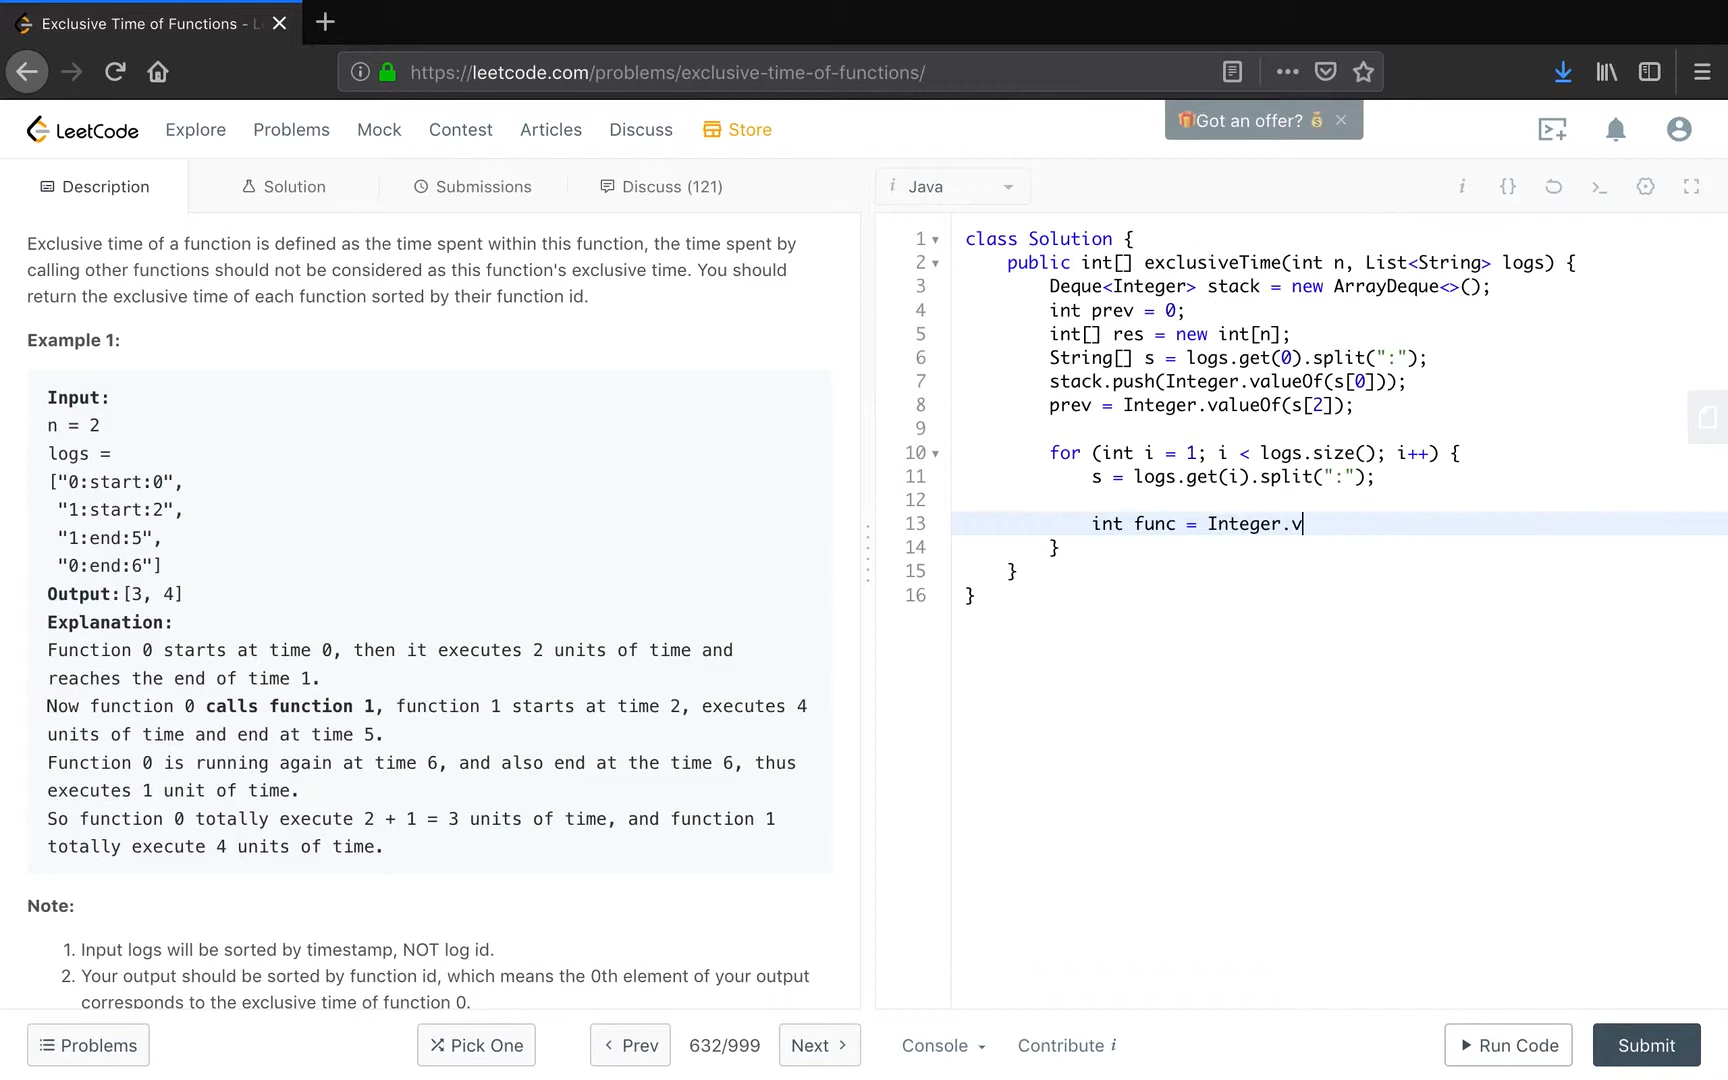 Exclusive Time of Functions - L
https://leetcode.com/problems/exclusive-time-of-functions/
LeetCode Explore Problems Mock Contest Articles Discuss Store
Got an offer?
Description Solution Submissions Discuss (121)
Exclusive time of a function is defined as the time spent within this function, the time spent by
calling other functions should not be considered as this function's exclusive time. You should
return the exclusive time of each function sorted by their function id.
Example 1:
Input:
n = 2
logs =
["0:start:0",
"1:start:2",
"1:end:5",
"0:end:6"]
Output:[3, 4]
Explanation:
Function 0 starts at time 0, then it executes 2 units of time and
reaches the end of time 1.
Now function 0 calls function 1, function 1 starts at time 2, executes 4
units of time and end at time 5.
Function 0 is running again at time 6, and also end at the time 6, thus
executes 1 unit of time.
So function 0 totally execute 2 + 1 = 3 units of time, and function 1
totally execute 4 units of time.
Note:
1. Input logs will be sorted by timestamp, NOT log id.
2. Your output should be sorted by function id, which means the 0th element of your output
corresponds to the exclusive time of function 0.
Problems Pick One Prev 632/999 Next
i Java i {}
1 class Solution {
2 public int[] exclusiveTime(int n, List<String> logs) {
3 Deque<Integer> stack = new ArrayDeque<>();
4 int prev = 0;
5 int[] res = new int[n];
6 String[] s = logs.get(0).split(":");
7 stack.push(Integer.valueOf(s[0]));
8 prev = Integer.valueOf(s[2]);
9
10 for (int i = 1; i < logs.size(); i++) {
11 s = logs.get(i).split(":");
12
13 int func = Integer.v
14 }
15 }
16 }
Console Contribute i Run Code Submit